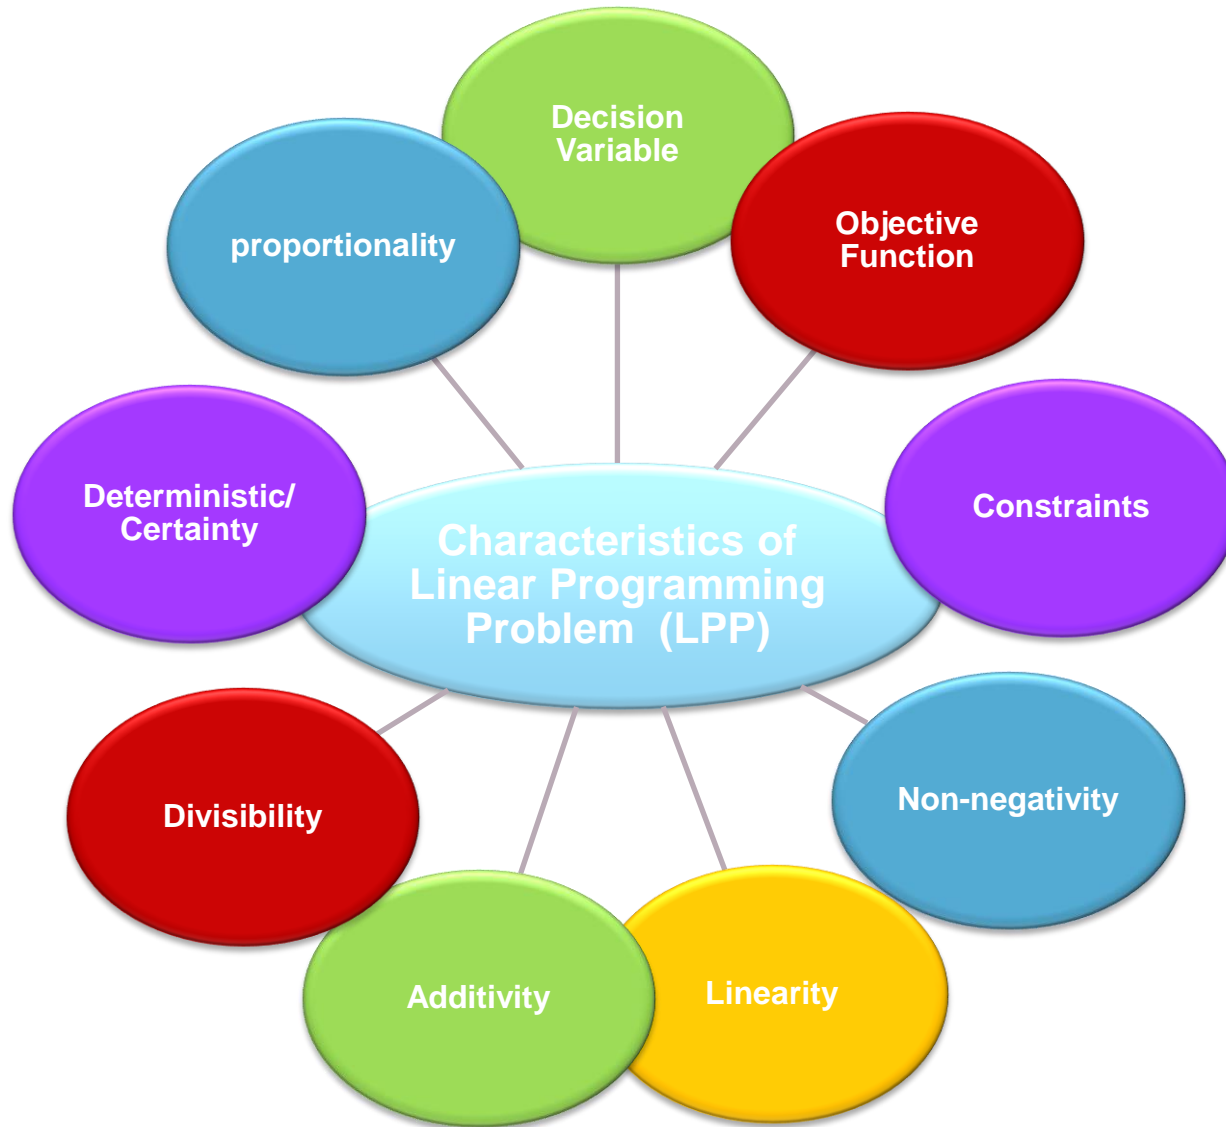 Decision
Variable
Objective
Function
proportionality
Constraints
Deterministic/
Certainty
Characteristics of
Linear Programming
Problem  (LPP)
Non-negativity
Divisibility
Linearity
Additivity